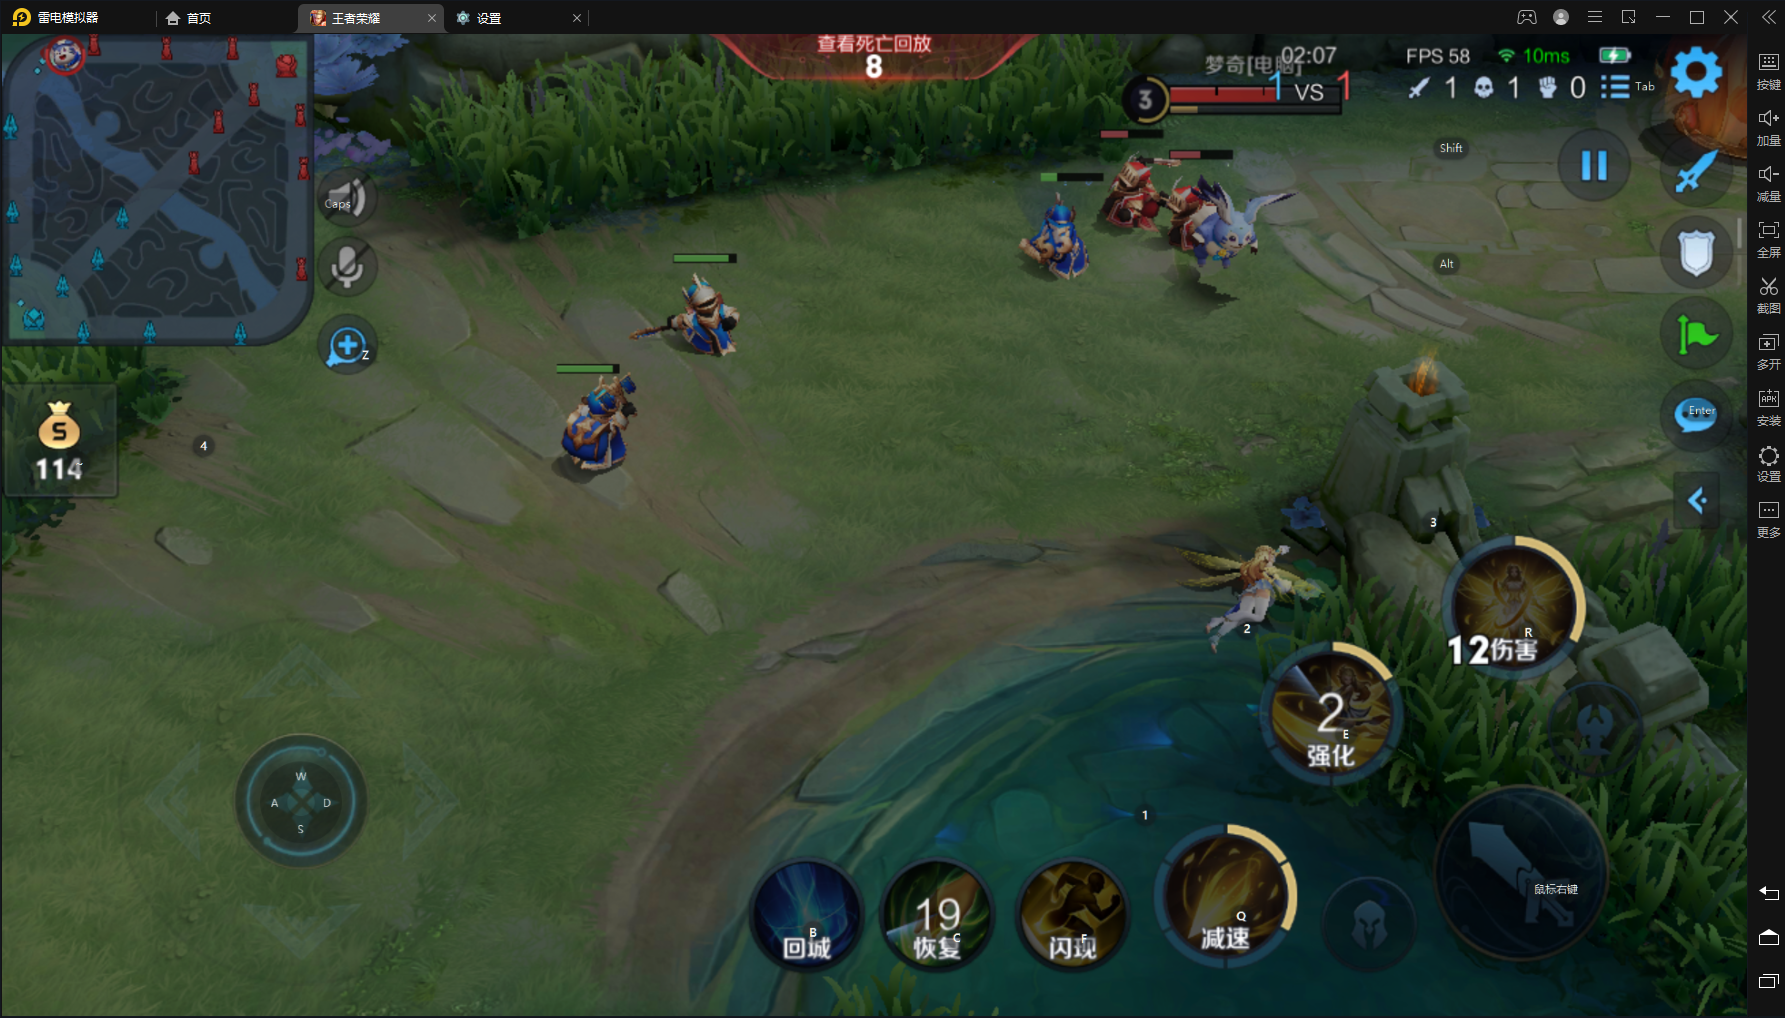 雷电模拟器
首页
王者荣耀
设置
查看死亡回放
8
梦奇[电脑]
02:07
FPS 58
10ms
3
1 VS 1
1
1
0
Tab
Shift
Caps
Alt
Z
Enter
S
114
4
3
2
R
12伤害
2
E
强化
1
W
A
D
S
B
回城
19
C
恢复
F
闪现
Q
减速
鼠标右键
按键
加量
减量
全屏
截图
多开
APK
安装
设置
更多